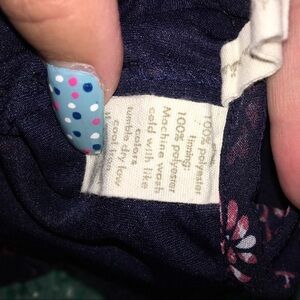 100% polyester
lining:
100% polyester
Machine wash
cold with like
colors
tumble dry low
cool iron